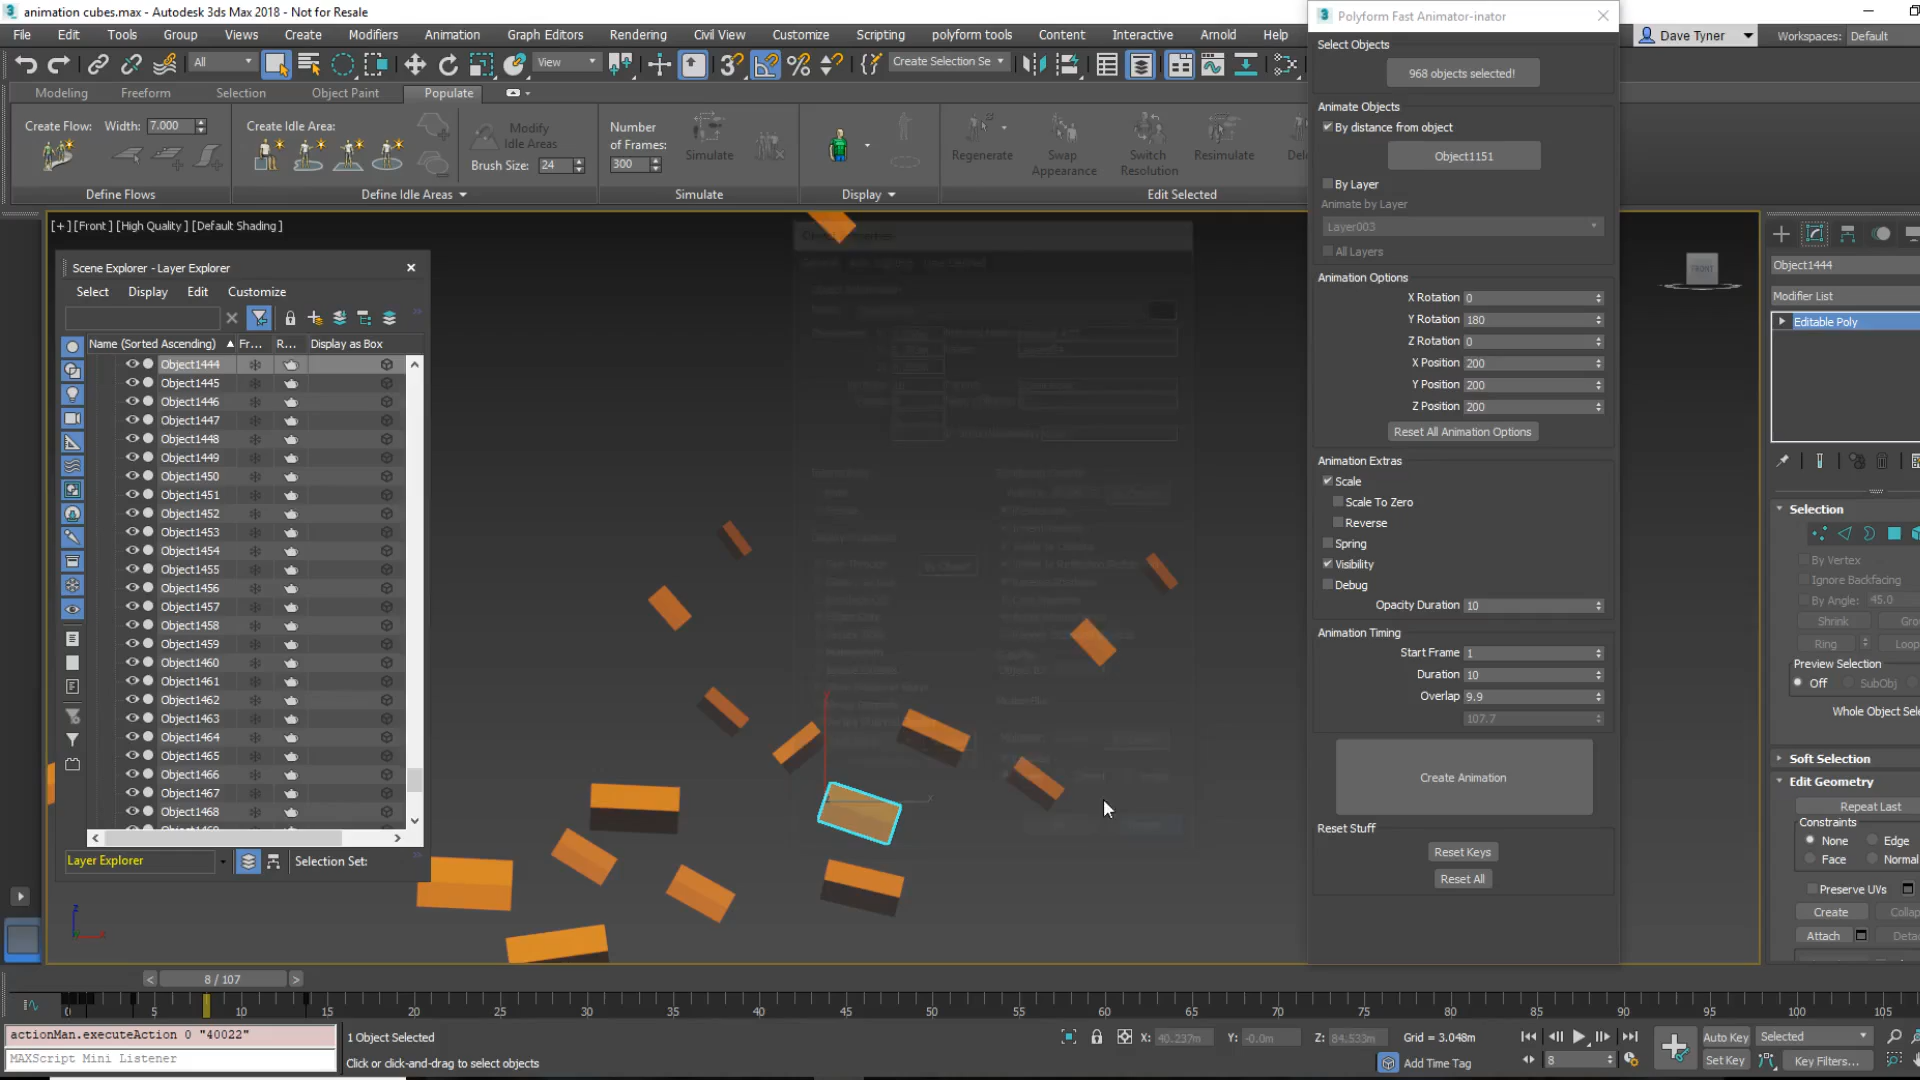 animation cubes.max - Autodesk 3ds Max 2018 - Not for Resale
File Edit Tools Group Views Create Modifiers Animation Graph Editors Rendering Civil View Customize Scripting polyform tools Content Interactive Arnold Help
Dave Tyner Workspaces: Default
All View Create Selection Se
Modeling Freeform Selection Object Paint Populate
Create Flow: Width: 7.000
Create Idle Area:
Modify Idle Areas
Brush Size: 24
Number of Frames:
300
Simulate
Regenerate
Swap Appearance
Switch Resolution
Resimulate
Define Flows
Define Idle Areas
Simulate
Display
Edit Selected
[+] [Front ] [High Quality ] [Default Shading ]
FRONT
Scene Explorer - Layer Explorer
Select Display Edit Customize
Name (Sorted Ascending) Fr... R... Display as Box
Object1444
Object1445
Object1446
Object1447
Object1448
Object1449
Object1450
Object1451
Object1452
Object1453
Object1454
Object1455
Object1456
Object1457
Object1458
Object1459
Object1460
Object1461
Object1462
Object1463
Object1464
Object1465
Object1466
Object1467
Object1468
Layer Explorer
Selection Set:
Polyform Fast Animator-inator
Select Objects
968 objects selected!
Animate Objects
By distance from object
Object1151
By Layer
Animate by Layer
Layer003
All Layers
Animation Options
X Rotation 0
Y Rotation 180
Z Rotation 0
X Position 200
Y Position 200
Z Position 200
Reset All Animation Options
Animation Extras
Scale
Scale To Zero
Reverse
Spring
Visibility
Debug
Opacity Duration 10
Animation Timing
Start Frame 1
Duration 10
Overlap 9.9
107.7
Create Animation
Reset Stuff
Reset Keys
Reset All
Object1444
Modifier List
Editable Poly
Selection
By Vertex
Ignore Backfacing
By Angle: 45.0
Shrink
Ring Loop
Preview Selection
Off SubObj
Whole Object Sel
Soft Selection
Edit Geometry
Repeat Last
Constraints
None Edge
Face Normal
Preserve UVs
Create Collap
Attach Detac
8 / 107
0 5 10 15 20 25 30 35 40 45 50 55 60 65 70 75 80 85 90 95 100 105
actionMan.executeAction 0 "40022"
MAXScript Mini Listener
1 Object Selected
Click or click-and-drag to select objects
X: 40.237m Y: -0.0m Z: 84.533m Grid = 3.048m
Add Time Tag
8
Auto Key Selected
Set Key Key Filters...